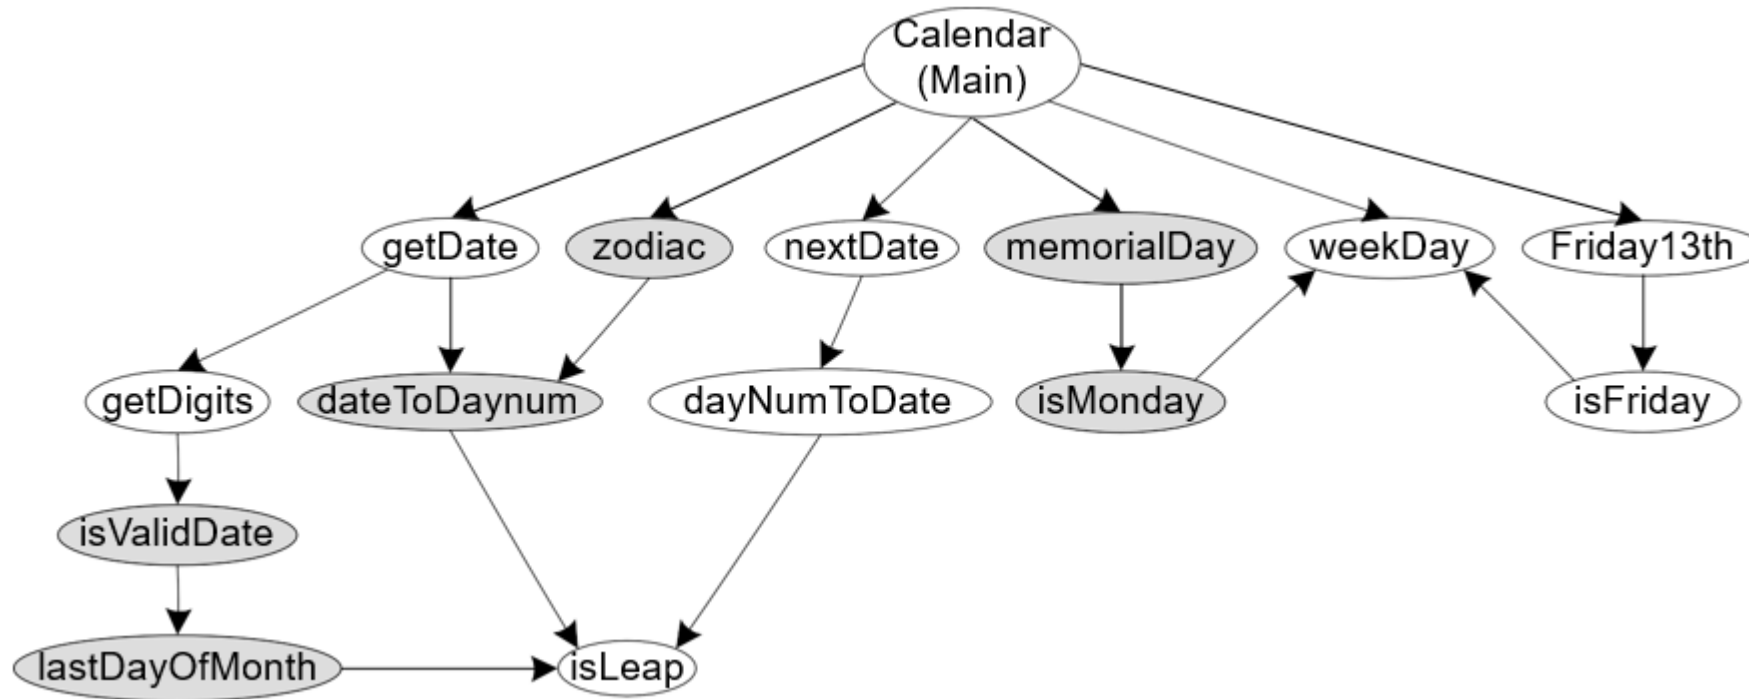 Calendar
(Main)
getDate
zodiac
nextDate
memorialDay
weekDay
Friday13th
getDigits
dateToDaynum
dayNumToDate
isMonday
isFriday
isValidDate
lastDayOfMonth
isLeap